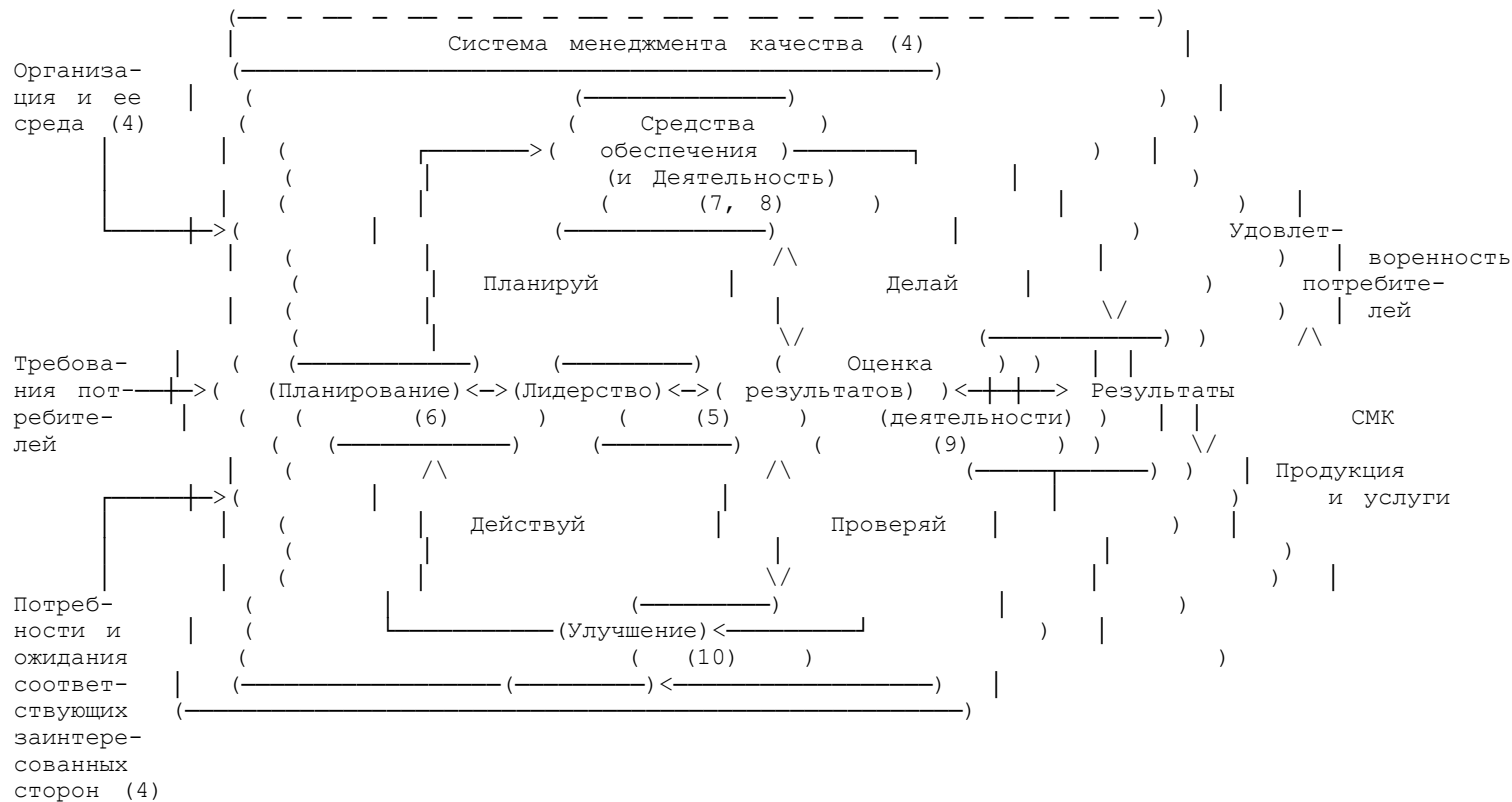 Система менеджмента качества (4)
Организа-
ция и ее
среда (4) Средства
обеспечения
(и Деятельность)
(7, 8)
Удовлет-
воренность
Планируй Делай потребите-
лей
Требова- Оценка
ния пот- (Планирование) (Лидерство) результатов) Результаты
ребите- (6) (5) (деятельности) СМК
лей (9)
Продукция
и услуги
Действуй Проверяй
Потреб-
ности и (Улучшение)
ожидания (10)
соответ-
ствующих
заинтере-
сованных
сторон (4)